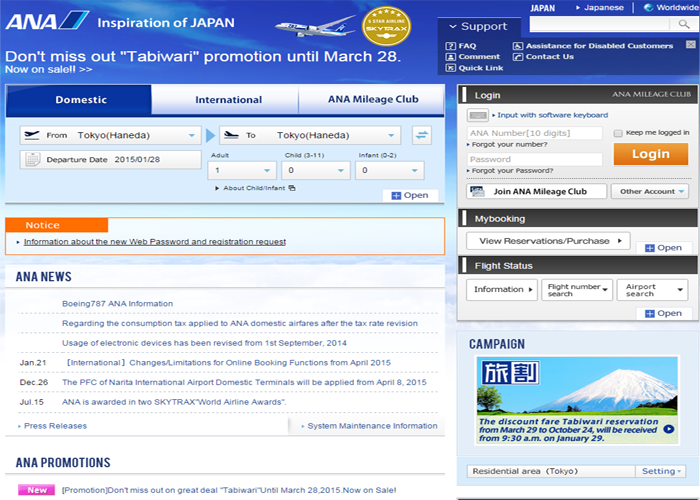 ANA Inspiration of JAPAN
5 STAR AIRLINE
SKYTRAX
JAPAN
Japanese
Worldwide
Support
FAQ
Assistance for Disabled Customers
Comment
Contact Us
Quick Link
Don't miss out "Tabiwari" promotion until March 28.
Now on sale!! >>
Domestic
International
ANA Mileage Club
From Tokyo(Haneda)
To Tokyo(Haneda)
Departure Date 2015/01/28
Adult
Child (3-11)
Infant (0-2)
1
0
0
About Child/Infant
Open
Notice
Information about the new Web Password and registration request
ANA NEWS
Boeing787 ANA Information
Regarding the consumption tax applied to ANA domestic airfares after the tax rate revision
Usage of electronic devices has been revised from 1st September, 2014
Jan.21 [International] Changes/Limitations for Online Booking Functions from April 2015
Dec.26 The PFC of Narita International Airport Domestic Terminals will be applied from April 8, 2015
Jul.15 ANA is awarded in two SKYTRAX"World Airline Awards".
Press Releases
System Maintenance Information
ANA PROMOTIONS
New [Promotion]Don't miss out on great deal "Tabiwari"Until March 28,2015.Now on Sale!
Login
ANA MILEAGE CLUB
Input with software keyboard
ANA Number[10 digits]
Keep me logged in
Forgot your number?
Password
Login
Forgot your Password?
Join ANA Mileage Club
Other Account
Mybooking
View Reservations/Purchase
Open
Flight Status
Information
Flight number
search
Airport
search
Open
CAMPAIGN
旅割
The discount fare Tabiwari reservation
from March 29 to October 24, will be received
from 9:30 a.m. on January 29.
Residential area (Tokyo)
Setting